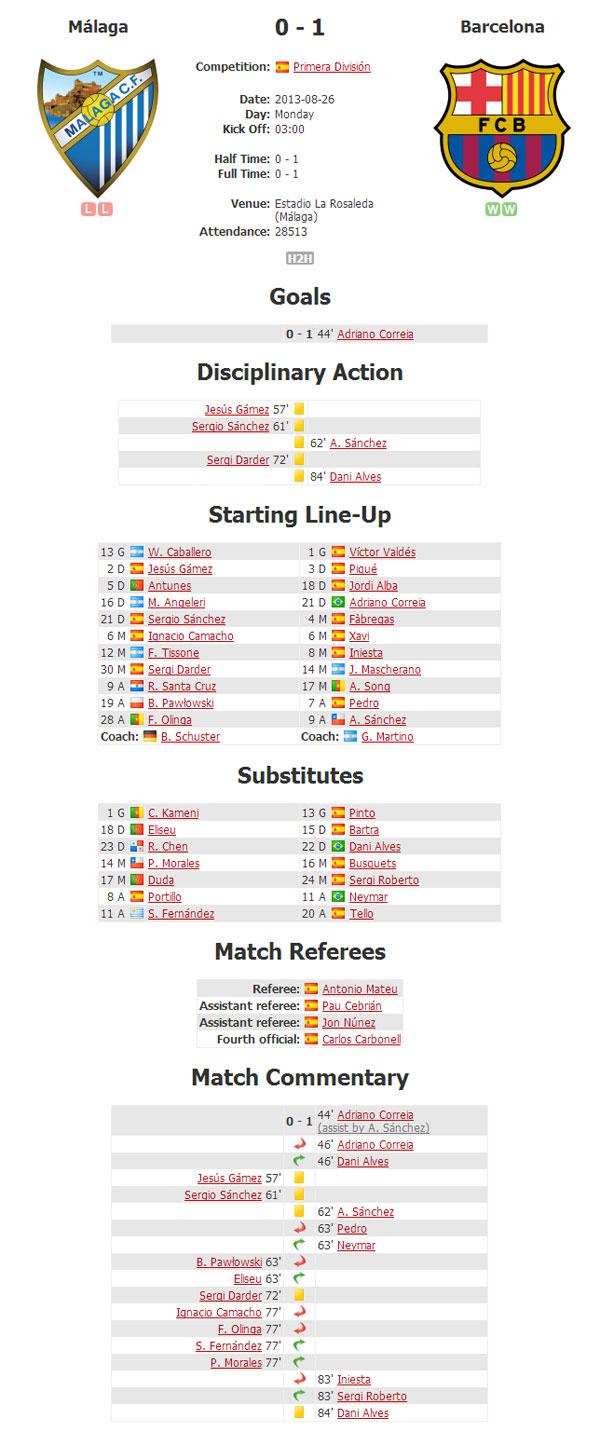 Málaga 0 - 1 Barcelona
TM
MALAGA C.F.
FCB
Competition: Primera División
Date: 2013-08-26
Day: Monday
Kick Off: 03:00
Half Time: 0 - 1
Full Time: 0 - 1
Venue: Estadio La Rosaleda
(Málaga)
Attendance: 28513
L L
W W
H2H
Goals
0 - 1 44' Adriano Correia
Disciplinary Action
Jesús Gámez 57'
Sergio Sánchez 61'
62' A. Sánchez
Sergi Darder 72'
84' Dani Alves
Starting Line-Up
13 G W. Caballero 1 G Víctor Valdés
2 D Jesús Gámez 3 D Piqué
5 D Antunes 18 D Jordi Alba
16 D M. Angeleri 21 D Adriano Correia
21 D Sergio Sánchez 4 M Fàbregas
6 M Ignacio Camacho 6 M Xavi
12 M F. Tissone 8 M Iniesta
30 M Sergi Darder 14 M J. Mascherano
9 A R. Santa Cruz 17 M A. Song
19 A B. Pawłowski 7 A Pedro
28 A F. Olinga 9 A A. Sánchez
Coach: B. Schuster Coach: G. Martino
Substitutes
1 G C. Kameni 13 G Pinto
18 D Eliseu 15 D Bartra
23 D R. Chen 22 D Dani Alves
14 M P. Morales 16 M Busquets
17 M Duda 24 M Sergi Roberto
8 A Portillo 11 A Neymar
11 A S. Fernández 20 A Tello
Match Referees
Referee: Antonio Mateu
Assistant referee: Pau Cebrián
Assistant referee: Jon Núnez
Fourth official: Carlos Carbonell
Match Commentary
0 - 1 44' Adriano Correia
(assist by A. Sánchez)
46' Adriano Correia
46' Dani Alves
Jesús Gámez 57'
Sergio Sánchez 61'
62' A. Sánchez
63' Pedro
63' Neymar
B. Pawłowski 63'
Eliseu 63'
Sergi Darder 72'
Ignacio Camacho 77'
F. Olinga 77'
S. Fernández 77'
P. Morales 77'
83' Iniesta
83' Sergi Roberto
84' Dani Alves